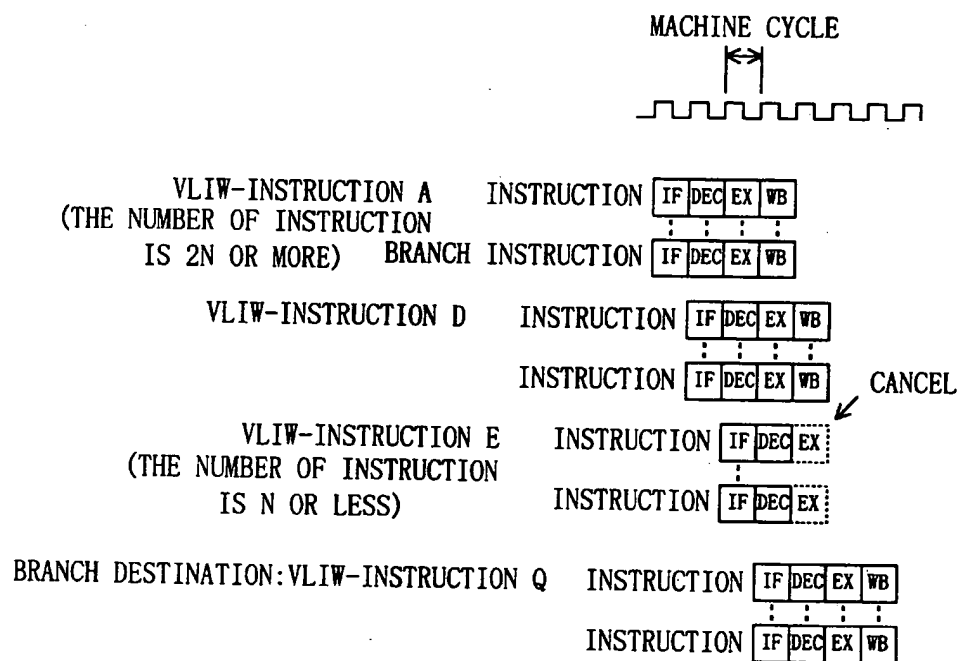 MACHINE CYCLE
VLIW-INSTRUCTION A INSTRUCTION IF DEC EX WB
(THE NUMBER OF INSTRUCTION
IS 2N OR MORE) BRANCH INSTRUCTION IF DEC EX WB
VLIW-INSTRUCTION D INSTRUCTION IF DEC EX WB
INSTRUCTION IF DEC EX WB
CANCEL
VLIW-INSTRUCTION E INSTRUCTION IF DEC EX
(THE NUMBER OF INSTRUCTION
IS N OR LESS) INSTRUCTION IF DEC EX
BRANCH DESTINATION:VLIW-INSTRUCTION Q INSTRUCTION IF DEC EX WB
INSTRUCTION IF DEC EX WB